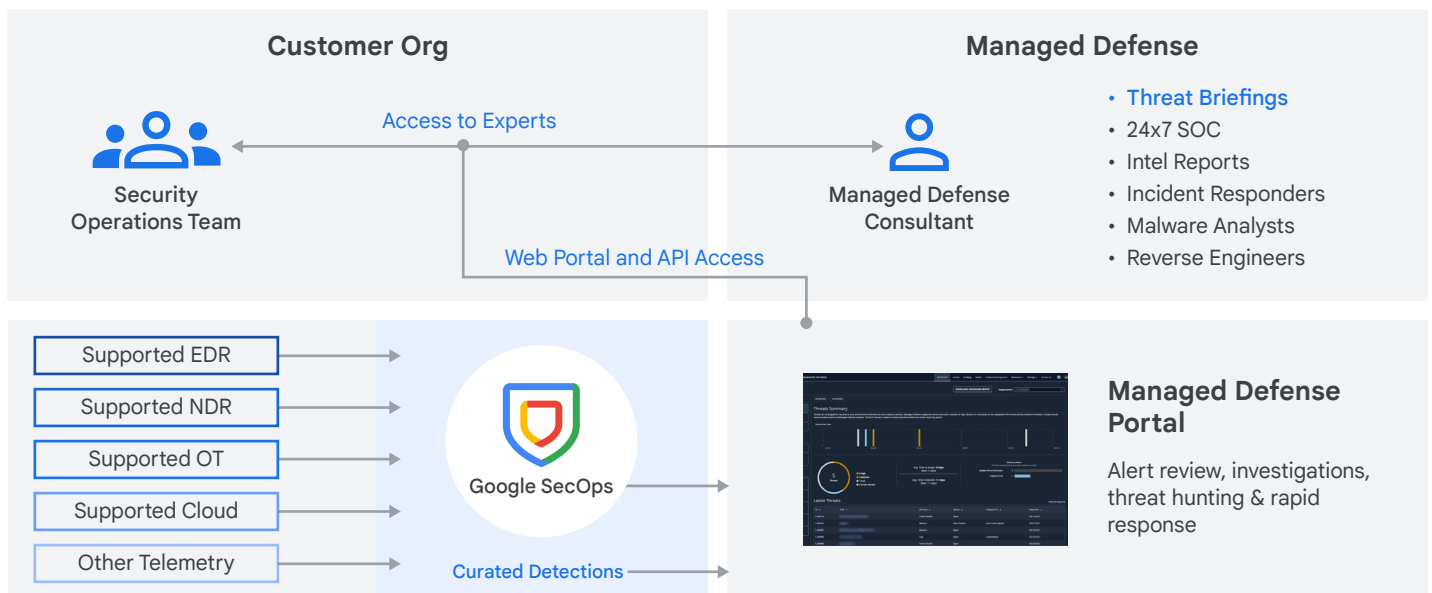 Customer Org
Access to Experts
Security
Operations Team
Web Portal and API Access
Managed Defense
Managed Defense
Consultant
• Threat Briefings
• 24x7 SOC
• Intel Reports
• Incident Responders
• Malware Analysts
• Reverse Engineers
Supported EDR
Supported NDR
Supported OT
Supported Cloud
Other Telemetry
Google SecOps
Curated Detections
Threats Summary
Latest Threats
Managed Defense
Portal
Alert review, investigations,
threat hunting & rapid
response